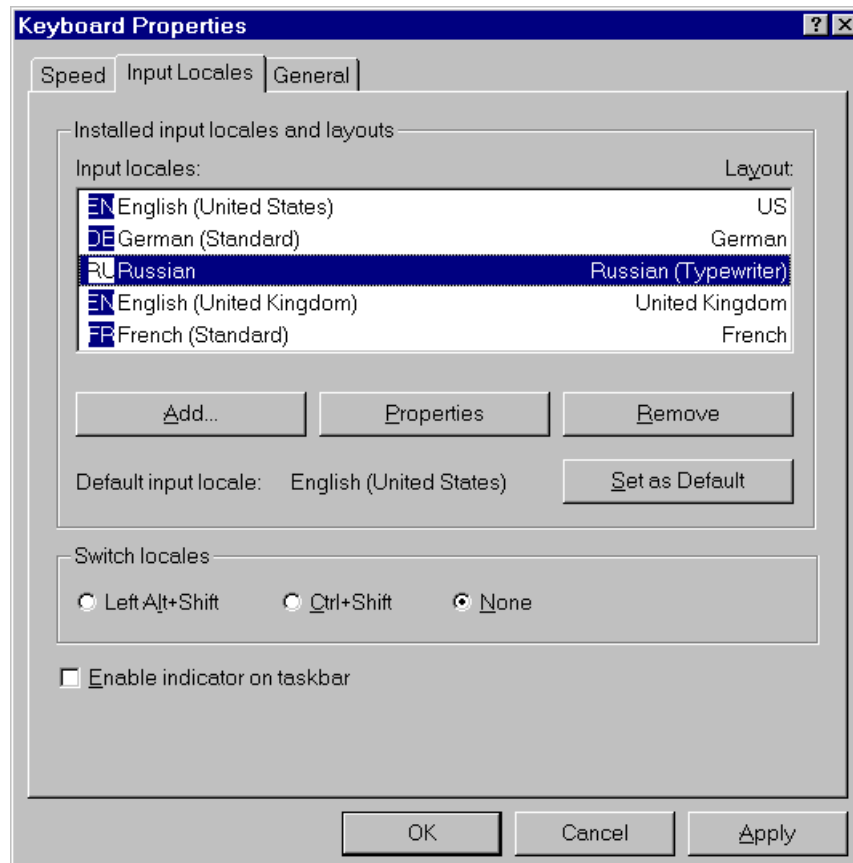 Keyboard Properties
Speed Input Locales General
Installed input locales and layouts
Input locales: Layout:
EN English (United States) US
DE German (Standard) German
RU Russian Russian (Typewriter)
EN English (United Kingdom) United Kingdom
FR French (Standard) French
Add... Properties Remove
Default input locale: English (United States) Set as Default
Switch locales
Left Alt+Shift Ctrl+Shift None
Enable indicator on taskbar
OK Cancel Apply